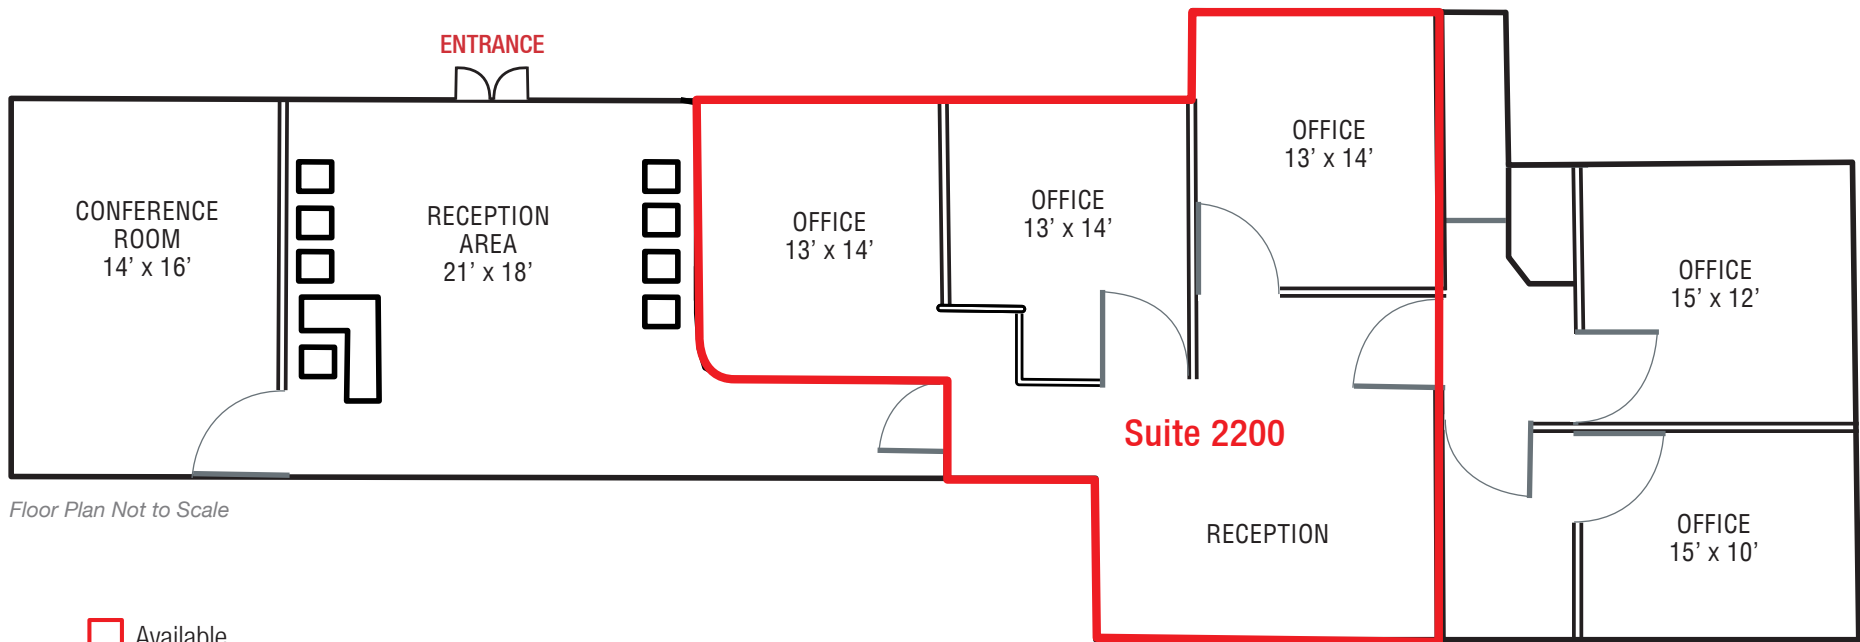 ENTRANCE
CONFERENCE
ROOM
14’ x 16’
RECEPTION
AREA
21’ x 18’
OFFICE
13’ x 14’
OFFICE
13’ x 14’
OFFICE
13’ x 14’
OFFICE
15’ x 12’
Suite 2200
RECEPTION
OFFICE
15’ x 10’
Floor Plan Not to Scale
Available